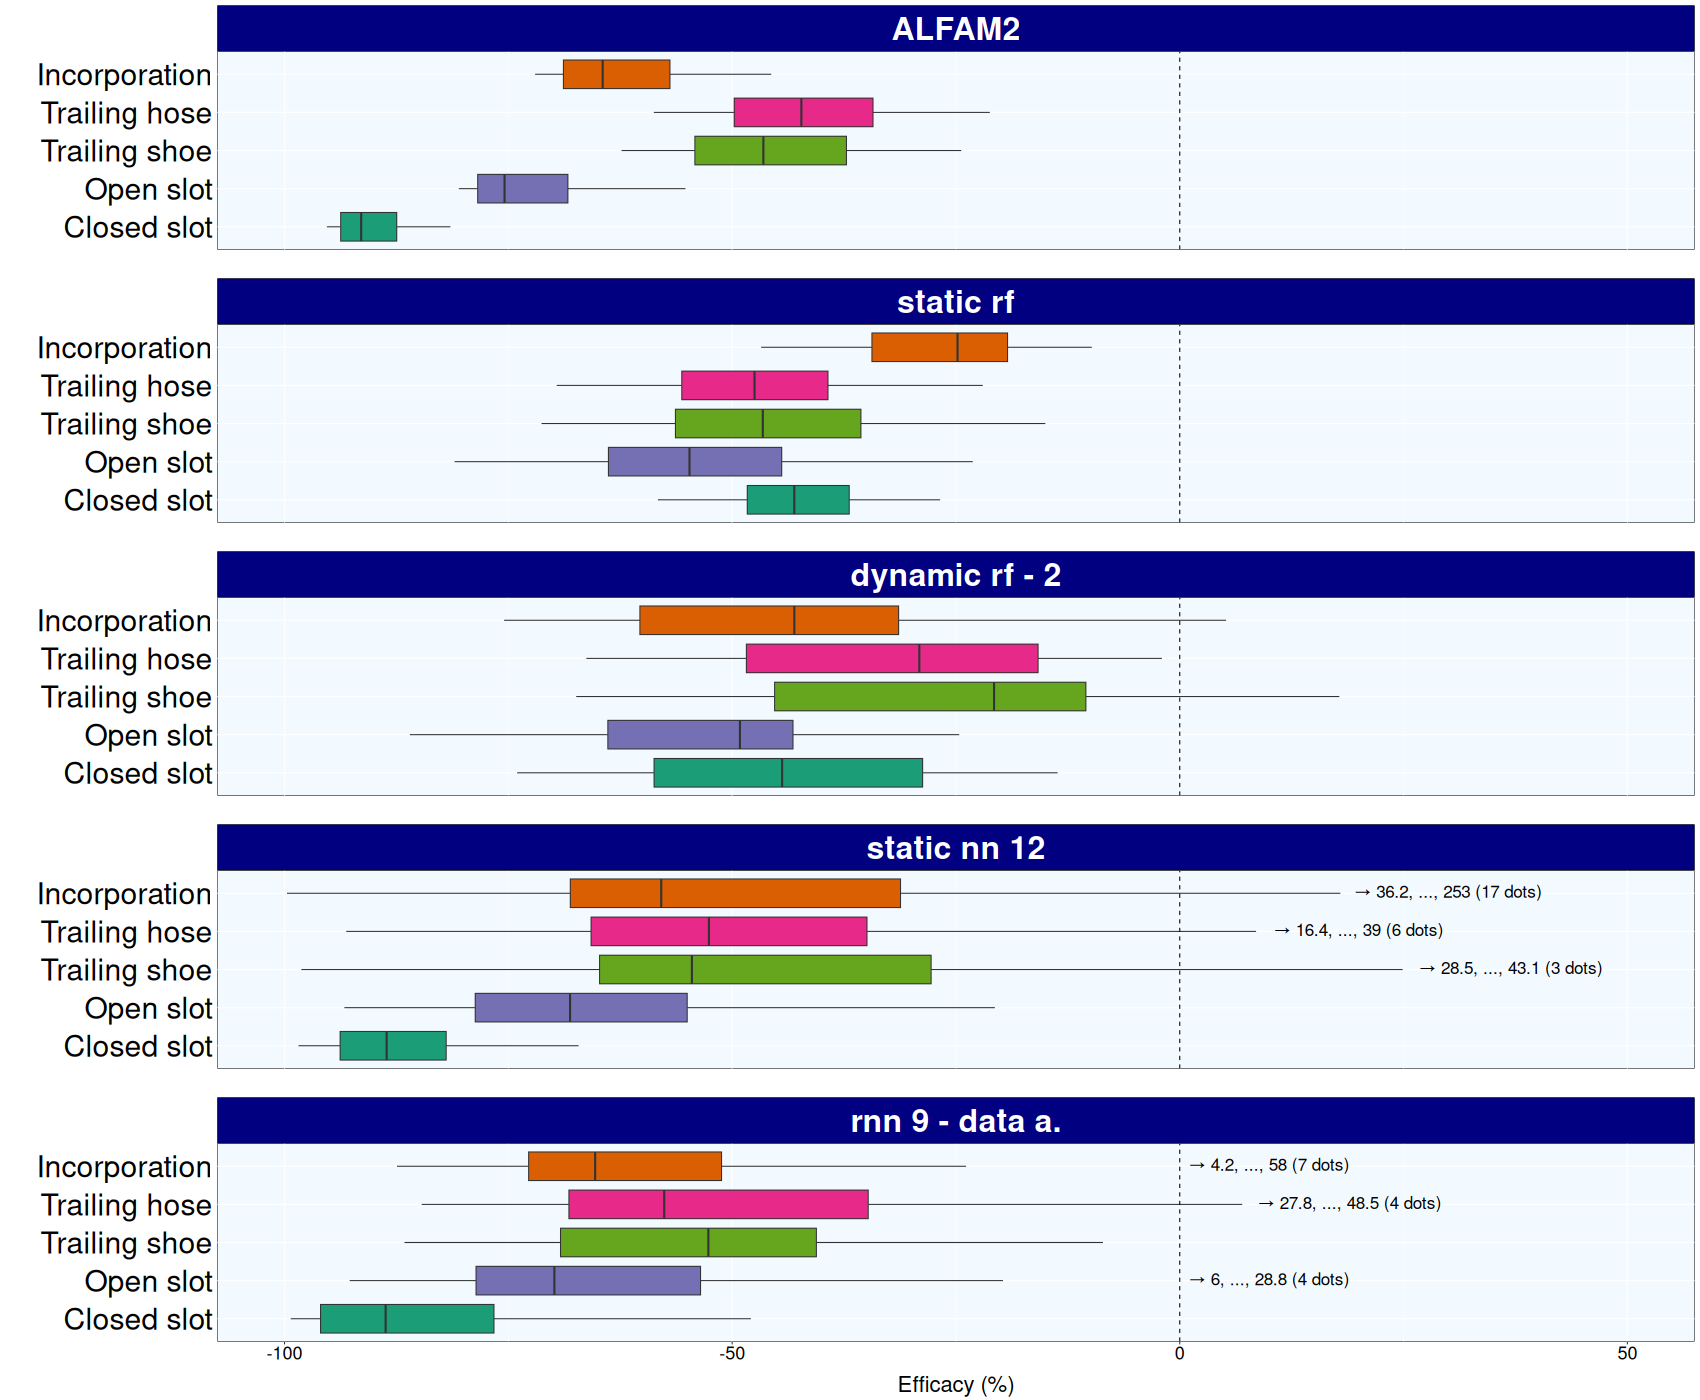 ALFAM2
Incorporation
Trailing hose
Trailing shoe
Open slot
Closed slot
static rf
Incorporation
Trailing hose
Trailing shoe
Open slot
Closed slot
dynamic rf - 2
Incorporation
Trailing hose
Trailing shoe
Open slot
Closed slot
static nn 12
Incorporation → 36.2, ..., 253 (17 dots)
Trailing hose → 16.4, ..., 39 (6 dots)
Trailing shoe → 28.5, ..., 43.1 (3 dots)
Open slot
Closed slot
rnn 9 - data a.
Incorporation → 4.2, ..., 58 (7 dots)
Trailing hose → 27.8, ..., 48.5 (4 dots)
Trailing shoe
Open slot → 6, ..., 28.8 (4 dots)
Closed slot
-100 -50 0 50
Efficacy (%)